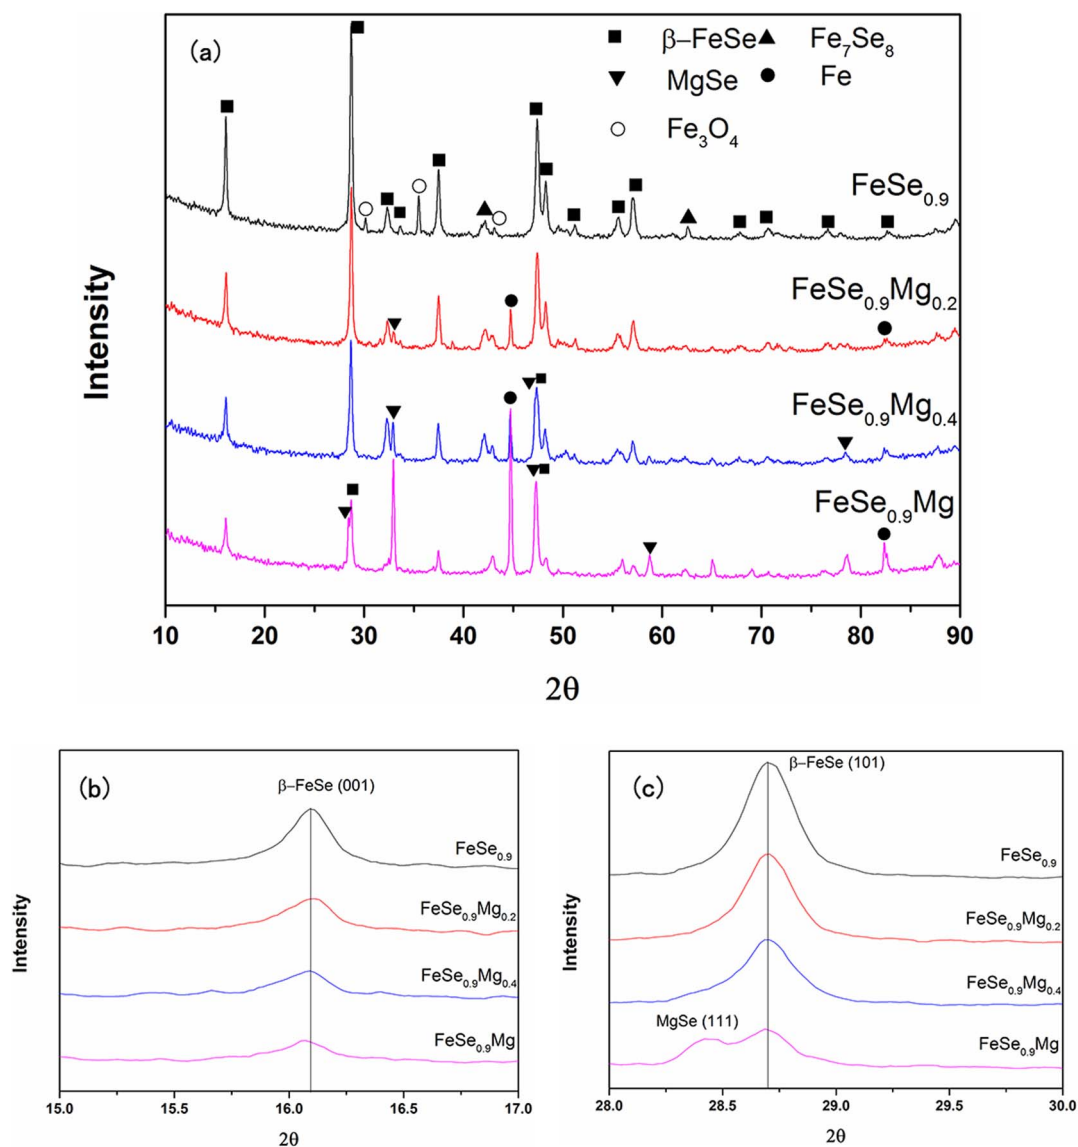 (a)
■ β–FeSe ▲ Fe₇Se₈
▼ MgSe ● Fe
○ Fe₃O₄
FeSe₀.₉
FeSe₀.₉Mg₀.₂
FeSe₀.₉Mg₀.₄
FeSe₀.₉Mg
Intensity
10 20 30 40 50 60 70 80 90
2θ
(b)
β–FeSe (001)
FeSe₀.₉
FeSe₀.₉Mg₀.₂
FeSe₀.₉Mg₀.₄
FeSe₀.₉Mg
Intensity
15.0 15.5 16.0 16.5 17.0
2θ
(c)
β–FeSe (101)
FeSe₀.₉
FeSe₀.₉Mg₀.₂
FeSe₀.₉Mg₀.₄
MgSe (111)
FeSe₀.₉Mg
Intensity
28.0 28.5 29.0 29.5 30.0
2θ